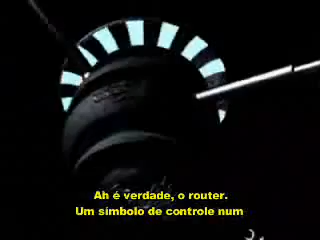 Ah é verdade, o router.
Um símbolo de controle num